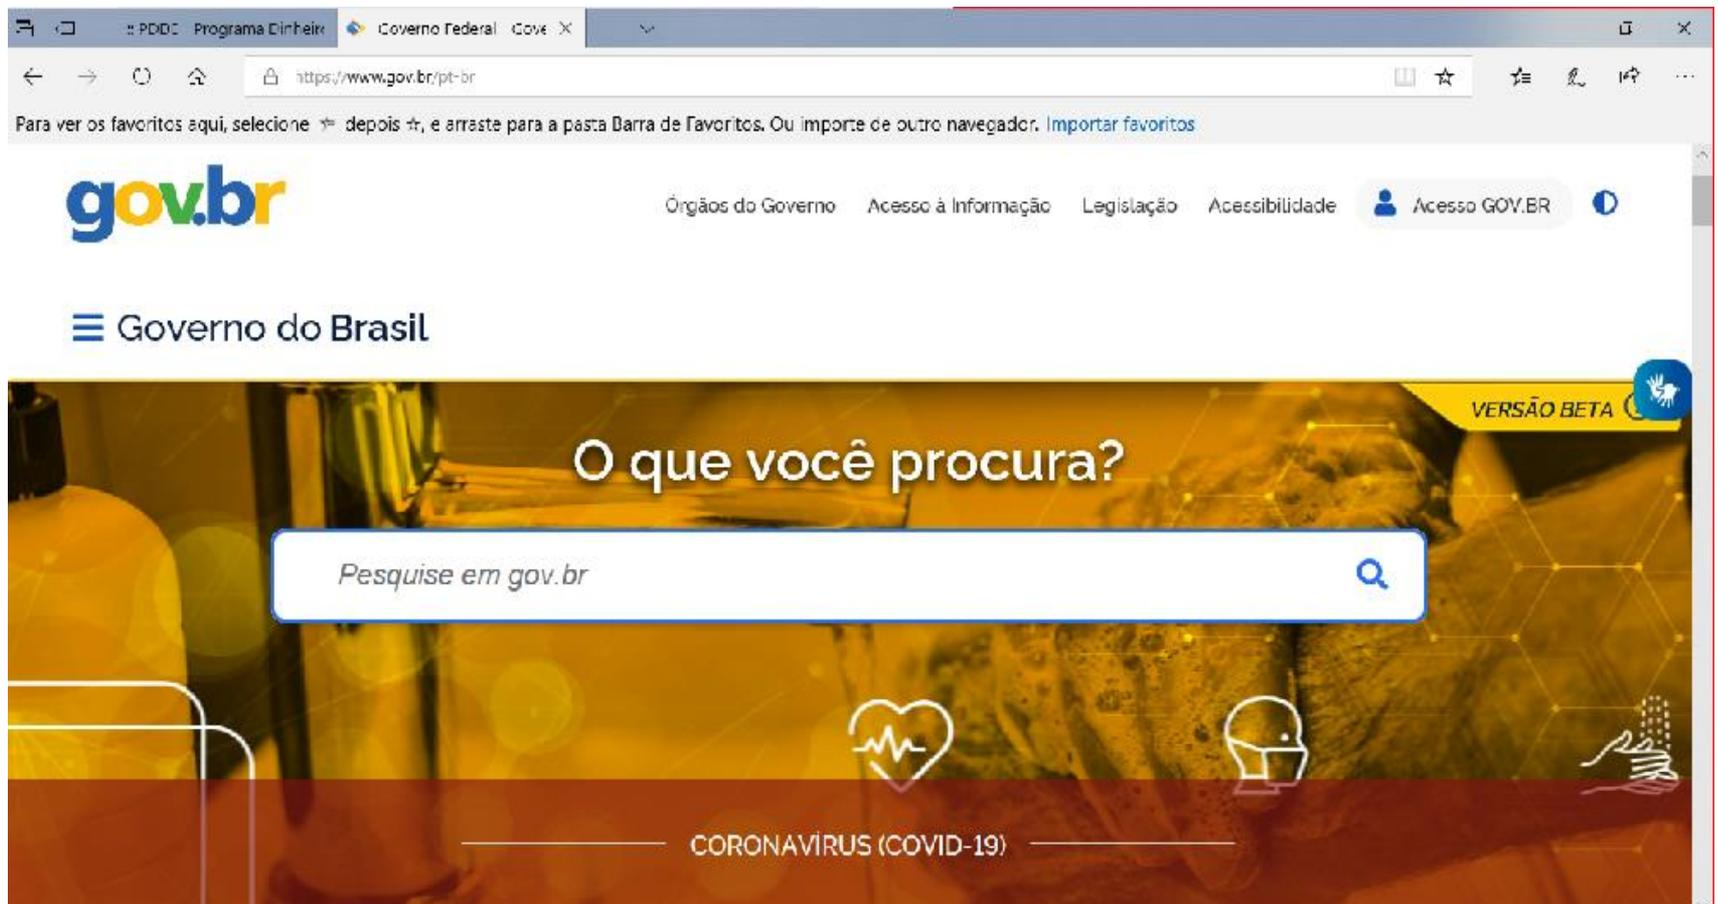 :: PDDE Programa Dinheiro Governo Federal Gove
https://www.gov.br/pt-br
Para ver os favoritos aqui, selecione depois ☆, e arraste para a pasta Barra de Favoritos. Ou importe de outro navegador. Importar favoritos
gov.br
Órgãos do Governo Acesso à Informação Legislação Acessibilidade Acesso GOV.BR
Governo do Brasil
VERSÃO BETA
O que você procura?
Pesquise em gov.br
CORONAVÍRUS (COVID-19)